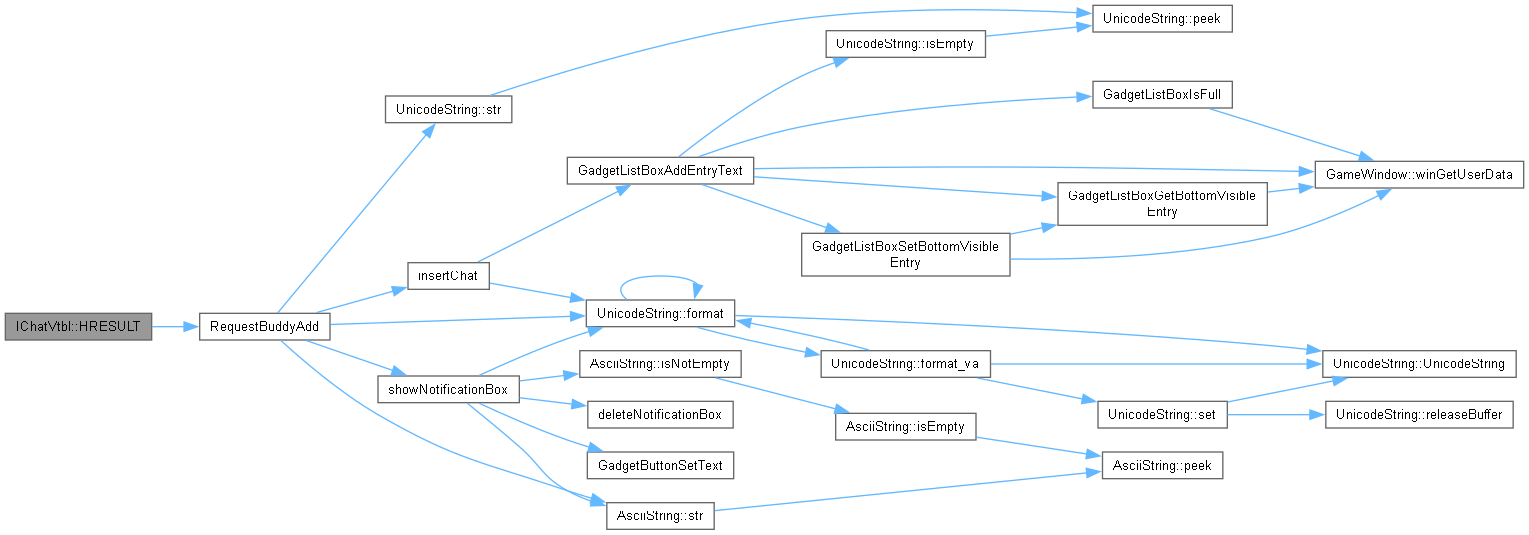 UnicodeString::peek
UnicodeString::isEmpty
UnicodeString::str
GadgetListBoxIsFull
GadgetListBoxAddEntryText
GameWindow::winGetUserData
GadgetListBoxGetBottomVisible
Entry
GadgetListBoxSetBottomVisible
Entry
insertChat
IChatVtbl::HRESULT
RequestBuddyAdd
UnicodeString::format
AsciiString::isNotEmpty
UnicodeString::format_va
UnicodeString::UnicodeString
showNotificationBox
deleteNotificationBox
UnicodeString::set
UnicodeString::releaseBuffer
AsciiString::isEmpty
GadgetButtonSetText
AsciiString::peek
AsciiString::str